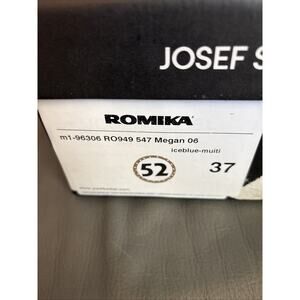 JOSEF S
ROMIKA
m1-96306 RO949 547 Megan 06
iceblue-multi
52
37